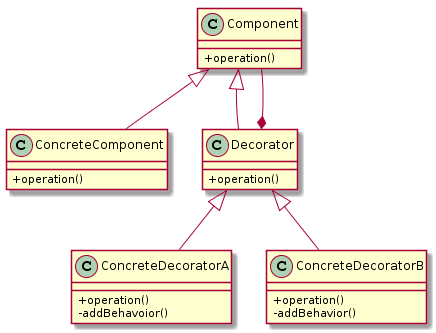 C Component
+operation()
C ConcreteComponent
+operation()
C Decorator
+operation()
C ConcreteDecoratorA
+operation()
-addBehavoior()
C ConcreteDecoratorB
+operation()
-addBehavior()